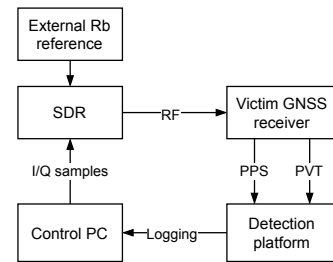 External Rb
reference
SDR
RF
Victim GNSS
receiver
I/Q samples
PPS
PVT
Control PC
Logging
Detection
platform